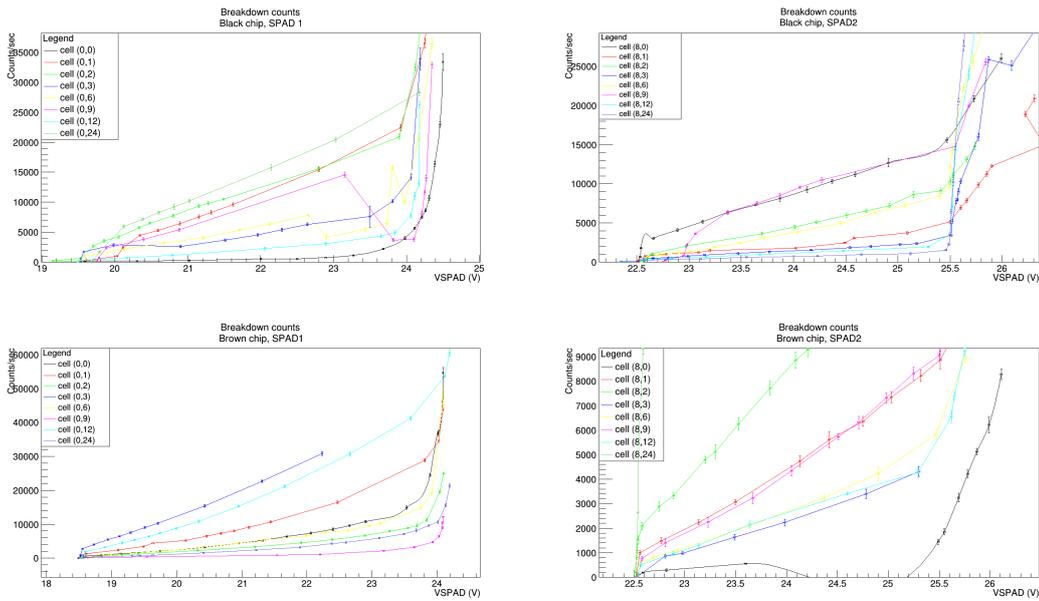 Breakdown counts
Black chip, SPAD 1
Counts/sec
Legend
cell (0,0)
cell (0,1)
cell (0,2)
cell (0,3)
cell (0,6)
cell (0,9)
cell (0,12)
cell (0,24)
35000
30000
25000
20000
15000
10000
5000
0
19 20 21 22 23 24 25
VSPAD (V)
Breakdown counts
Black chip, SPAD2
Counts/sec
Legend
cell (8,0)
cell (8,1)
cell (8,2)
cell (8,3)
cell (8,6)
cell (8,9)
cell (8,12)
cell (8,24)
25000
20000
15000
10000
5000
0
22.5 23 23.5 24 24.5 25 25.5 26
VSPAD (V)
Breakdown counts
Brown chip, SPAD1
Counts/sec
Legend
cell (0,0)
cell (0,1)
cell (0,2)
cell (0,3)
cell (0,6)
cell (0,9)
cell (0,12)
cell (0,24)
60000
50000
40000
30000
20000
10000
0
18 19 20 21 22 23 24
VSPAD (V)
Breakdown counts
Brown chip, SPAD2
Counts/sec
Legend
cell (8,0)
cell (8,1)
cell (8,2)
cell (8,3)
cell (8,6)
cell (8,9)
cell (8,12)
cell (8,24)
9000
8000
7000
6000
5000
4000
3000
2000
1000
0
22.5 23 23.5 24 24.5 25 25.5 26
VSPAD (V)